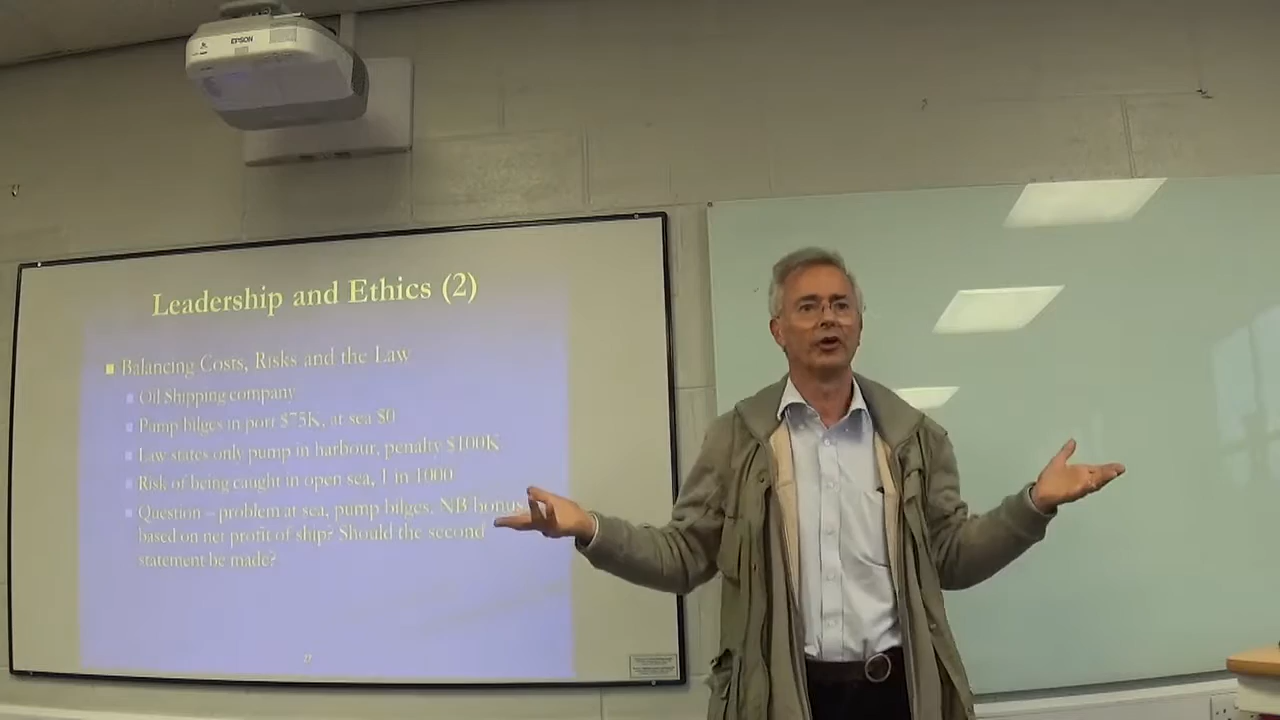 EPSON
Leadership and Ethics (2)
Balancing Costs, Risks and the Law
Oil Shipping company
Pump bilges in port $75K, at sea $0
Law states only pump in harbour, penalty $100K
Risk of being caught in open sea, 1 in 1000
Question – problem at sea, pump bilges, NB bonus
based on net profit of ship? Should the second
statement be made?